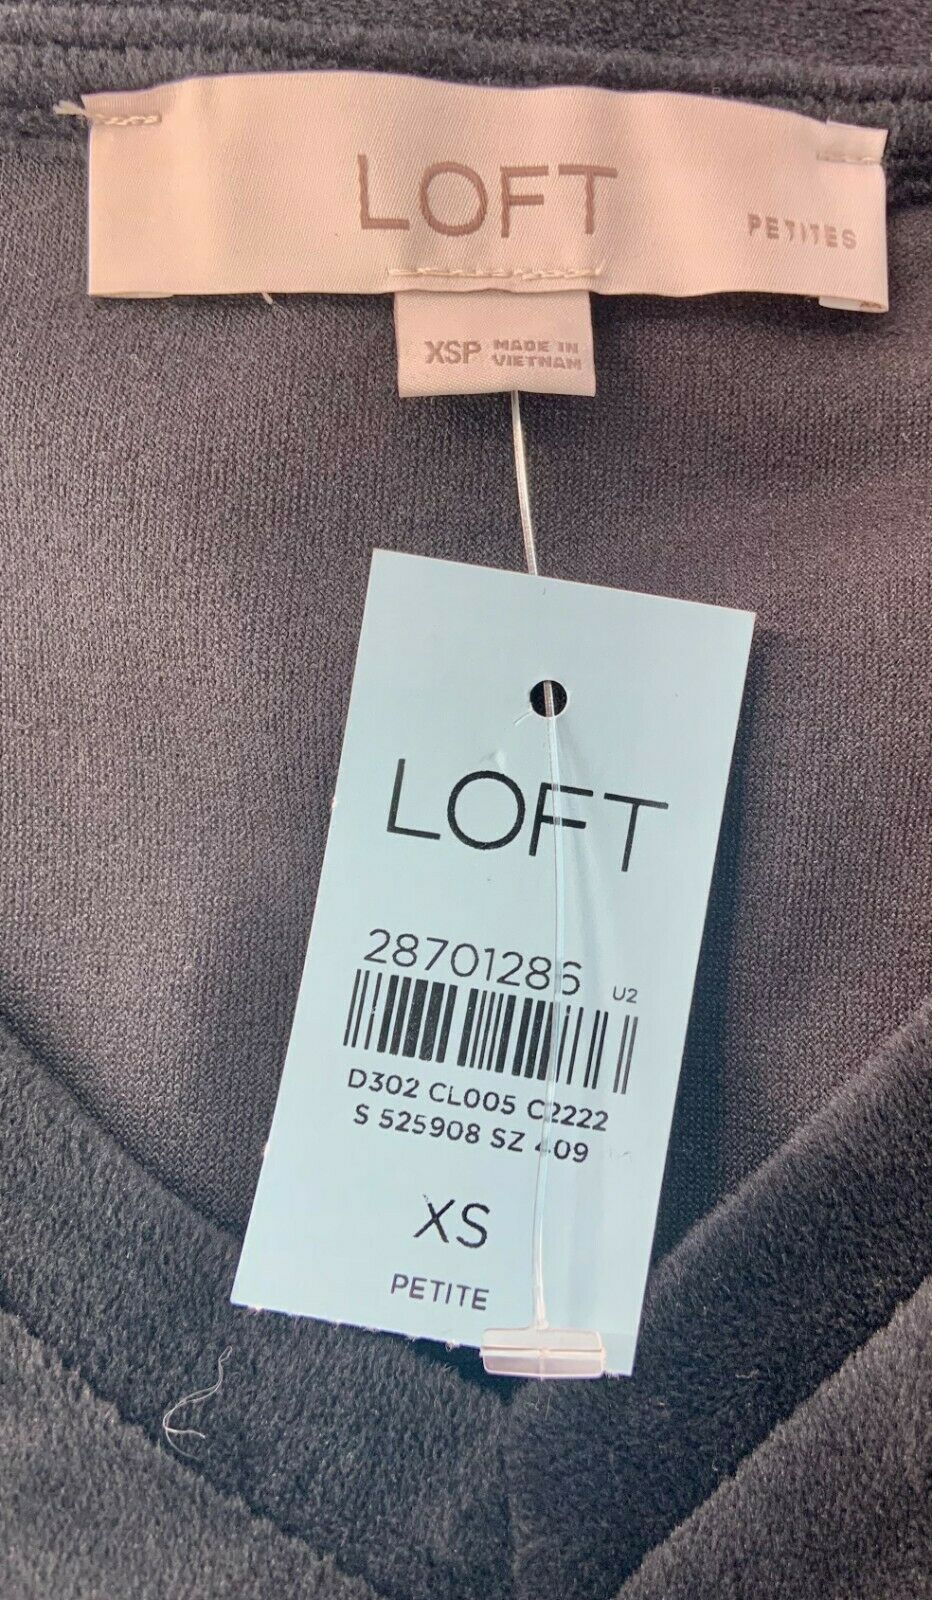 LOFT
PETITES
XSP MADE IN
VIETNAM
LOFT
28701286 U2
D302 CL005 C2222
S 525908 SZ 409
XS
PETITE